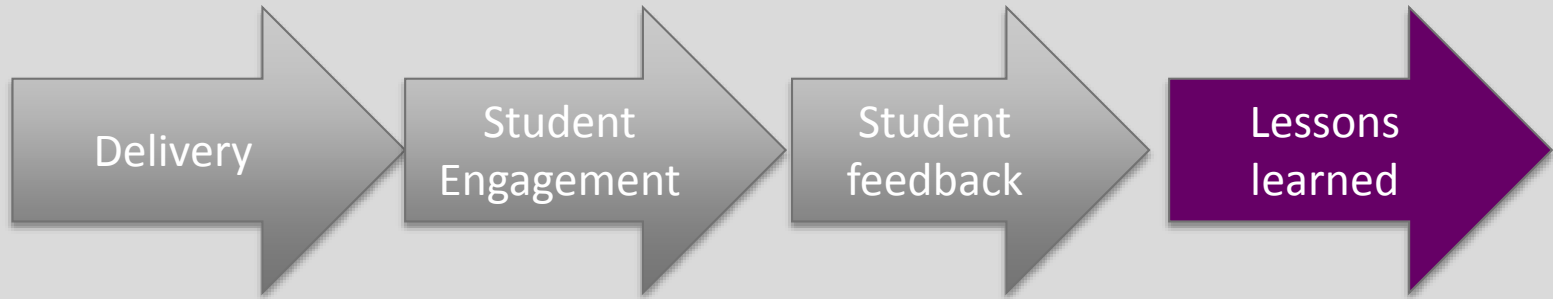 Delivery
Student
Engagement
Student
feedback
Lessons
learned